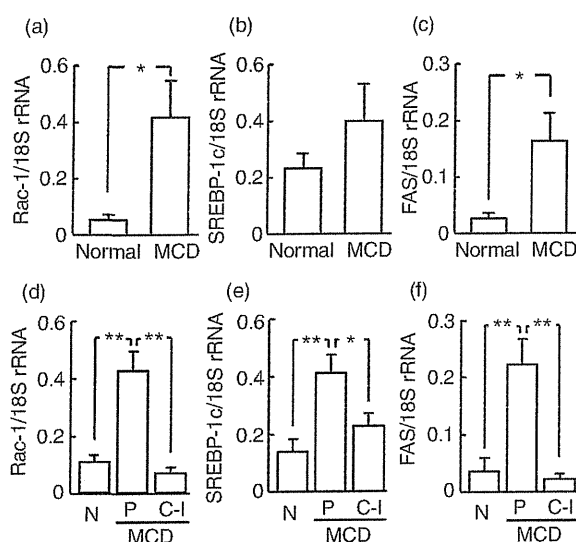 (a)
Rac-1/18S rRNA
0.6
0.4
0.2
0
*
Normal MCD
(b)
SREBP-1c/18S rRNA
0.6
0.4
0.2
0
Normal MCD
(c)
FAS/18S rRNA
0.3
0.2
0.1
0
*
Normal MCD
(d)
Rac-1/18S rRNA
0.6
0.4
0.2
0
** **
N P C-I
MCD
(e)
SREBP-1c/18S rRNA
0.6
0.4
0.2
0
** *
N P C-I
MCD
(f)
FAS/18S rRNA
0.3
0.2
0.1
0
** **
N P C-I
MCD